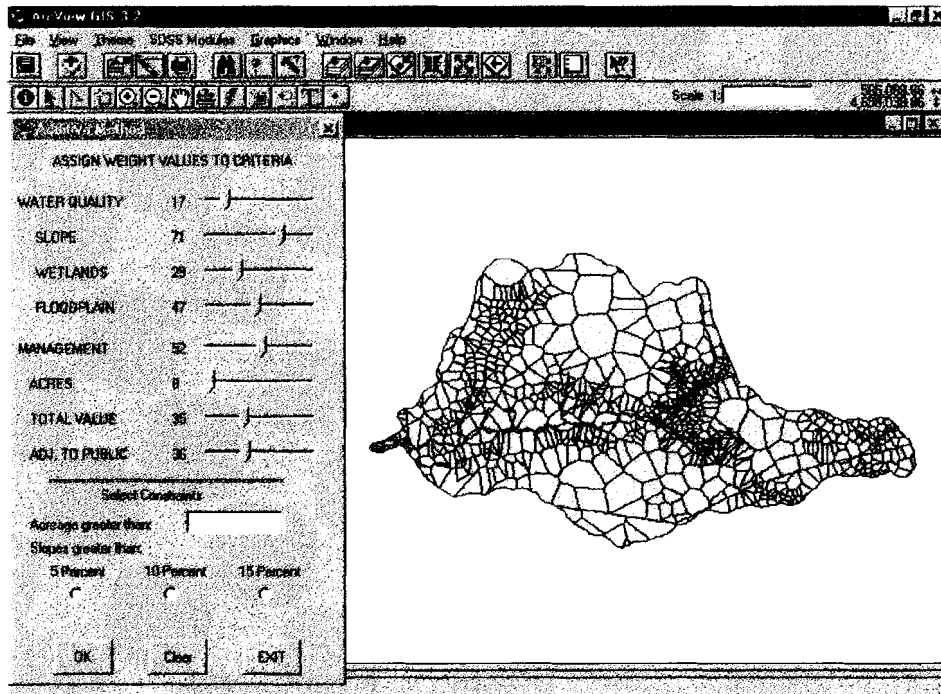 ArcView GIS 3.2
File View Theme SDSS Modules Graphics Window Help
Scale 1:
Additive Method
ASSIGN WEIGHT VALUES TO CRITERIA
WATER QUALITY 17
SLOPE 71
WETLANDS 29
FLOODPLAIN 47
MANAGEMENT 52
ACRES
TOTAL VALUE
ADJ. TO PUBLIC 36
Select Constraints
Acreage greater than:
Slopes greater than:
5 Percent 10 Percent 15 Percent
OK Clear EXIT